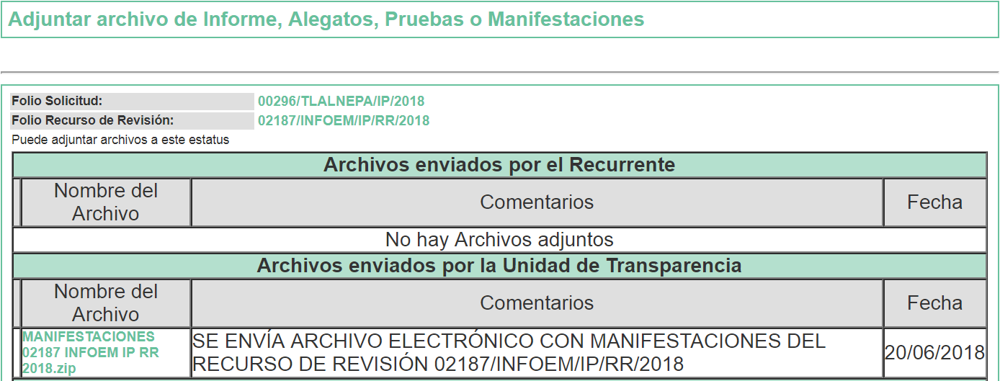 Adjuntar archivo de Informe, Alegatos, Pruebas o Manifestaciones
Folio Solicitud: 00296/TLALNEPA/IP/2018
Folio Recurso de Revisión: 02187/INFOEM/IP/RR/2018
Puede adjuntar archivos a este estatus
Archivos enviados por el Recurrente
Nombre del
Archivo
Comentarios
Fecha
No hay Archivos adjuntos
Archivos enviados por la Unidad de Transparencia
Nombre del
Archivo
Comentarios
Fecha
MANIFESTACIONES
02187 INFOEM IP RR
2018.zip
SE ENVÍA ARCHIVO ELECTRÓNICO CON MANIFESTACIONES DEL
RECURSO DE REVISIÓN 02187/INFOEM/IP/RR/2018
20/06/2018